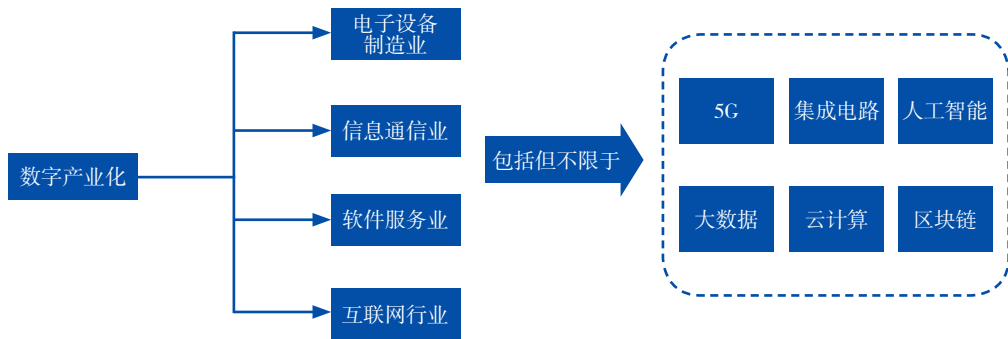 数字产业化
电子设备
制造业
信息通信业
软件服务业
互联网行业
包括但不限于
5G
集成电路
人工智能
大数据
云计算
区块链